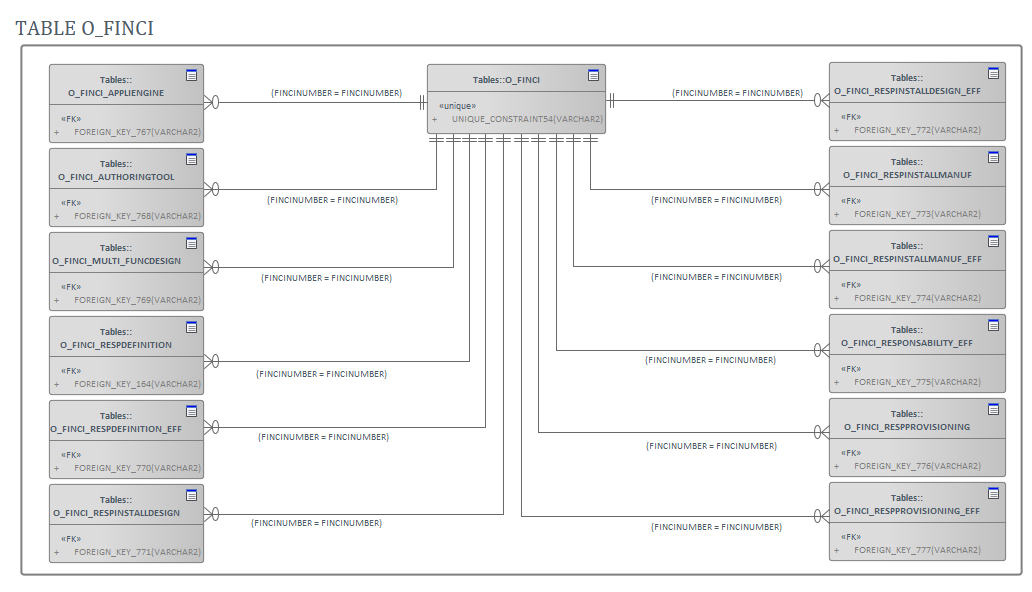 TABLE O_FINCI
Tables::
O_FINCI_APPLIENGINE
«FK»
+ FOREIGN_KEY_767(VARCHAR2)
Tables::
O_FINCI_AUTHORINGTOOL
«FK»
+ FOREIGN_KEY_768(VARCHAR2)
Tables::
O_FINCI_MULTI_FUNCDESIGN
«FK»
+ FOREIGN_KEY_769(VARCHAR2)
Tables::
O_FINCI_RESPDEFINITION
«FK»
+ FOREIGN_KEY_164(VARCHAR2)
Tables::
O_FINCI_RESPDEFINITION_EFF
«FK»
+ FOREIGN_KEY_770(VARCHAR2)
Tables::
O_FINCI_RESPINSTALLDESIGN
«FK»
+ FOREIGN_KEY_771(VARCHAR2)
(FINCINUMBER = FINCINUMBER)
(FINCINUMBER = FINCINUMBER)
(FINCINUMBER = FINCINUMBER)
(FINCINUMBER = FINCINUMBER)
(FINCINUMBER = FINCINUMBER)
(FINCINUMBER = FINCINUMBER)
Tables::O_FINCI
«unique»
+ UNIQUE_CONSTRAINT54(VARCHAR2)
(FINCINUMBER = FINCINUMBER)
(FINCINUMBER = FINCINUMBER)
(FINCINUMBER = FINCINUMBER)
(FINCINUMBER = FINCINUMBER)
(FINCINUMBER = FINCINUMBER)
(FINCINUMBER = FINCINUMBER)
Tables::
O_FINCI_RESPINSTALLDESIGN_EFF
«FK»
+ FOREIGN_KEY_772(VARCHAR2)
Tables::
O_FINCI_RESPINSTALLMANUF
«FK»
+ FOREIGN_KEY_773(VARCHAR2)
Tables::
O_FINCI_RESPINSTALLMANUF_EFF
«FK»
+ FOREIGN_KEY_774(VARCHAR2)
Tables::
O_FINCI_RESPONSABILITY_EFF
«FK»
+ FOREIGN_KEY_775(VARCHAR2)
Tables::
O_FINCI_RESPPROVISIONING
«FK»
+ FOREIGN_KEY_776(VARCHAR2)
Tables::
O_FINCI_RESPPROVISIONING_EFF
«FK»
+ FOREIGN_KEY_777(VARCHAR2)